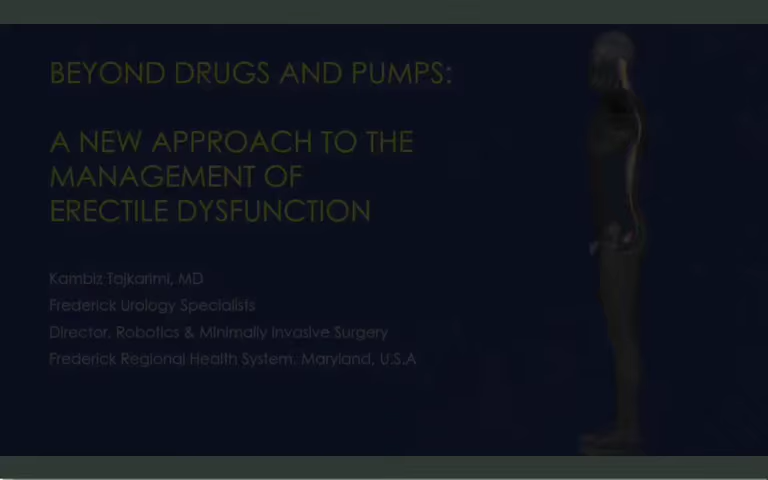 BEYOND DRUGS AND PUMPS:
A NEW APPROACH TO THE
MANAGEMENT OF
ERECTILE DYSFUNCTION
Kambiz Tajkarimi, MD
Frederick Urology Specialists
Director, Robotics & Minimally Invasive Surgery
Frederick Regional Health System, Maryland, U.S.A